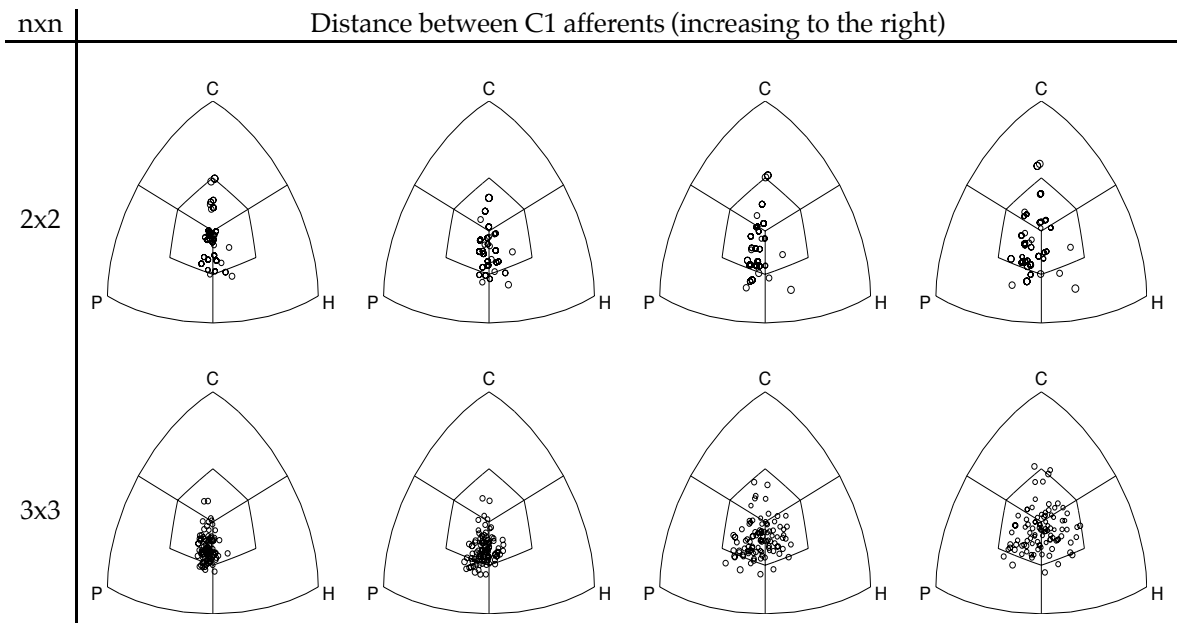 nxn Distance between C1 afferents (increasing to the right)
C C C C
2x2
P H P H P H P H
C C C C
3x3
P H P H P H P H